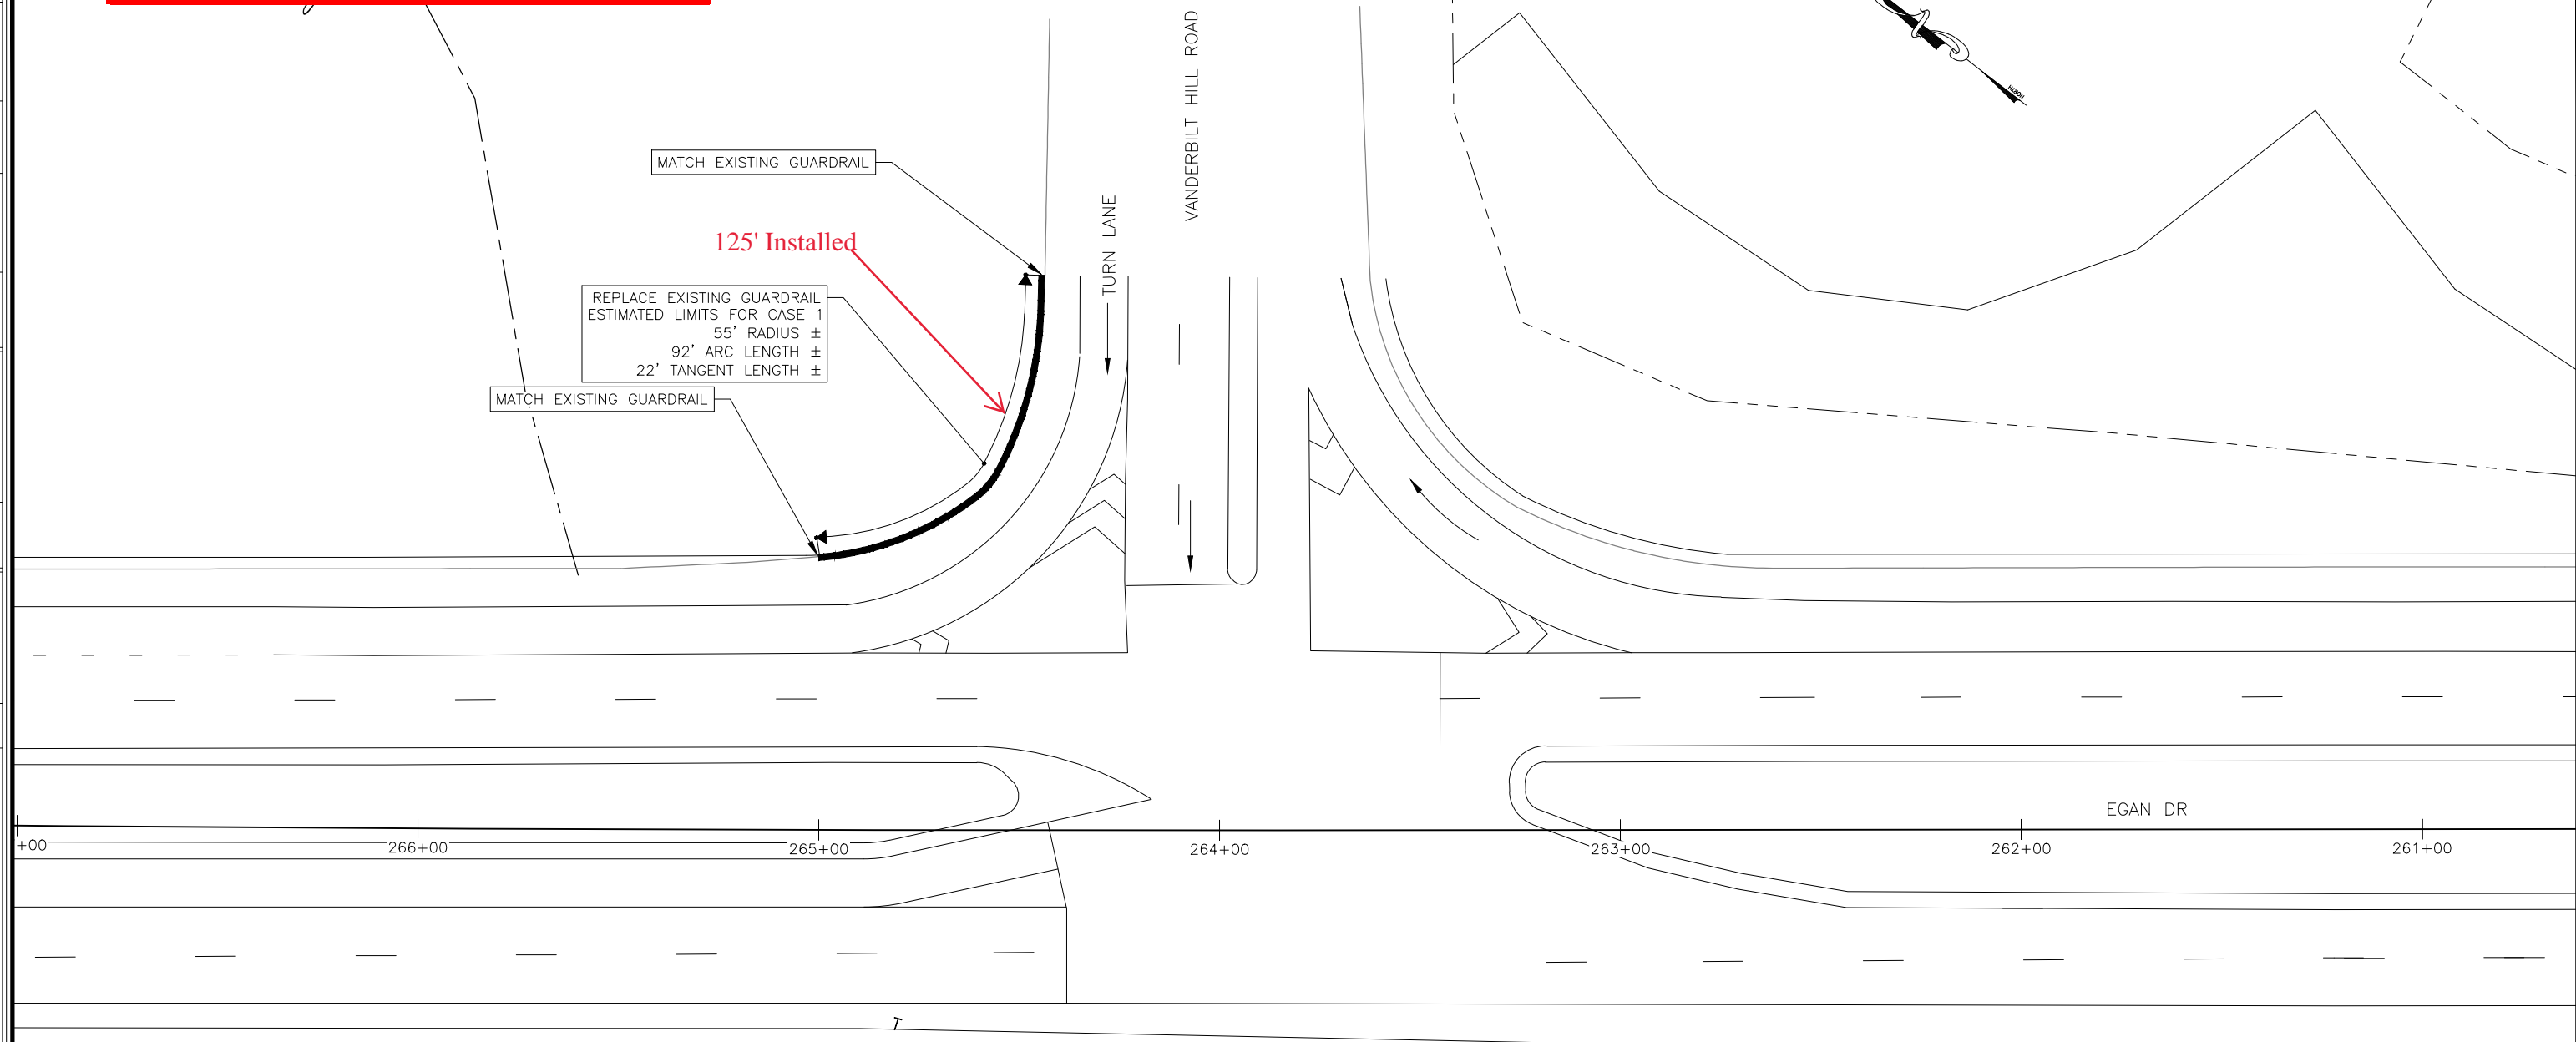 NORTH
VANDERBILT HILL ROAD
MATCH EXISTING GUARDRAIL
TURN LANE
125' Installed
REPLACE EXISTING GUARDRAIL
ESTIMATED LIMITS FOR CASE 1
55' RADIUS ±
92' ARC LENGTH ±
22' TANGENT LENGTH ±
MATCH EXISTING GUARDRAIL
EGAN DR
+00
266+00
265+00
264+00
263+00
262+00
261+00
T